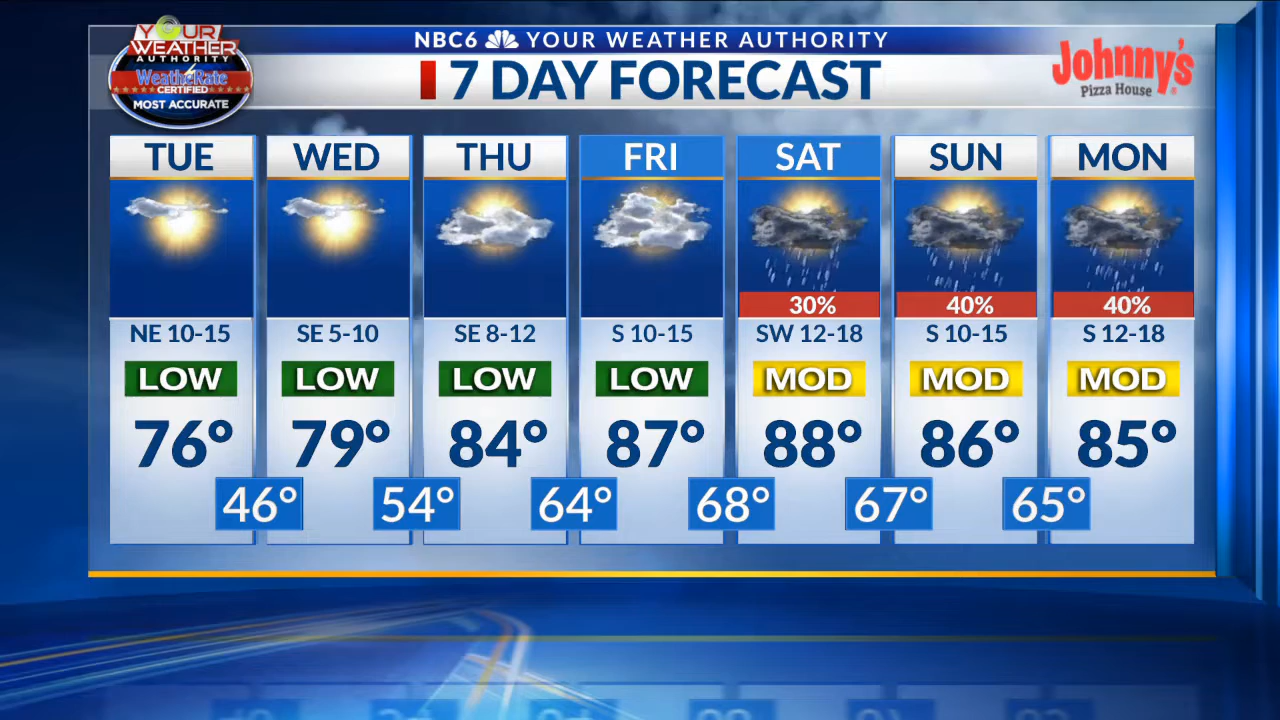 YOUR
WEATHER
AUTHORITY
WeatheRate
CERTIFIED
MOST ACCURATE
NBC6 YOUR WEATHER AUTHORITY
7 DAY FORECAST
Johnny's
Pizza House
TUE WED THU FRI SAT SUN MON
30% 40% 40%
NE 10-15 SE 5-10 SE 8-12 S 10-15 SW 12-18 S 10-15 S 12-18
LOW LOW LOW LOW MOD MOD MOD
76° 79° 84° 87° 88° 86° 85°
46° 54° 64° 68° 67° 65°